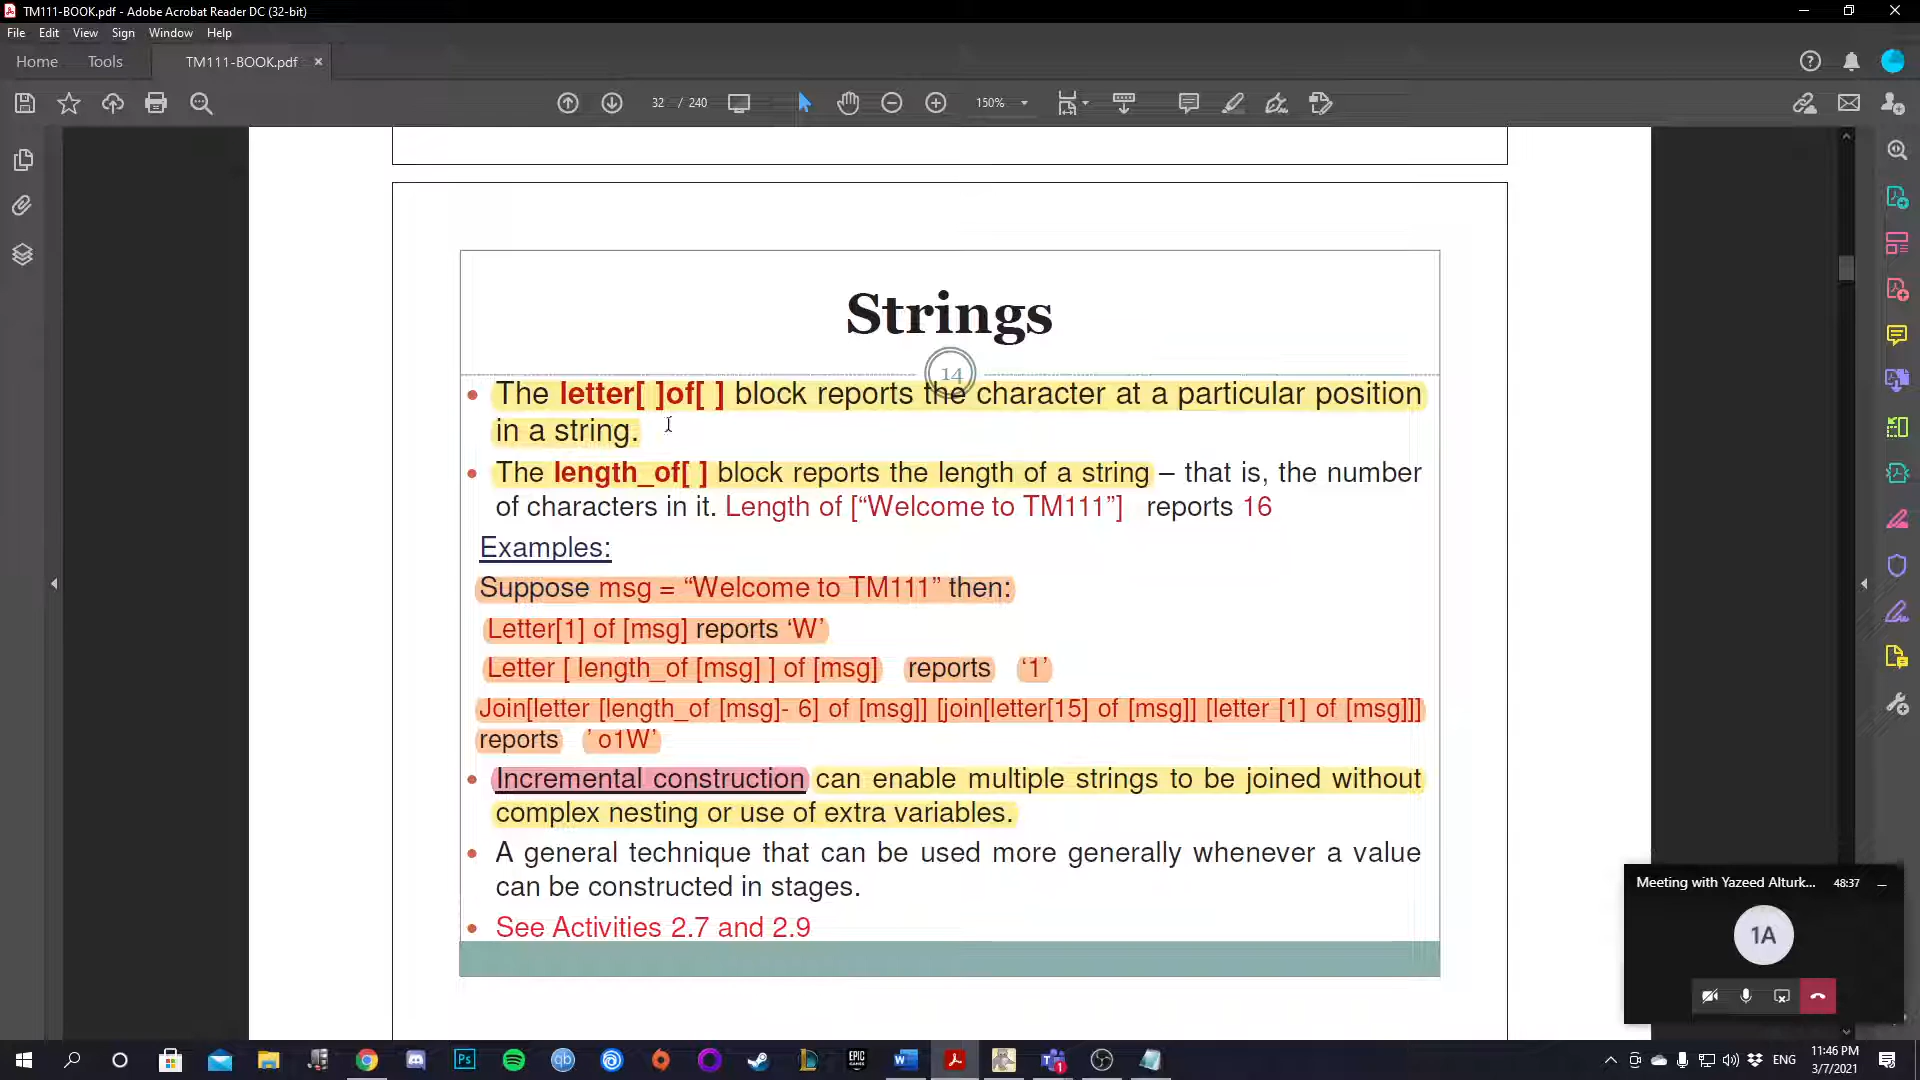 TM111-BOOK.pdf - Adobe Acrobat Reader DC (32-bit)
File Edit View Sign Window Help
Home Tools TM111-BOOK.pdf
32 / 240 150%
Strings
14
• The letter[ ]of[ ] block reports the character at a particular position
in a string.
• The length_of[ ] block reports the length of a string – that is, the number
of characters in it. Length of [“Welcome to TM111”] reports 16
Examples:
Suppose msg = “Welcome to TM111” then:
Letter[1] of [msg] reports ‘W’
Letter [ length_of [msg] ] of [msg] reports ‘1’
Join[letter [length_of [msg]- 6] of [msg]] [join[letter[15] of [msg]] [letter [1] of [msg]]]
reports ’ o1W’
• Incremental construction can enable multiple strings to be joined without
complex nesting or use of extra variables.
• A general technique that can be used more generally whenever a value
can be constructed in stages.
• See Activities 2.7 and 2.9
Meeting with Yazeed Alturk... 48:37
1A
Ps
qb
EPIC GAMES
1
ENG
11:46 PM
3/7/2021